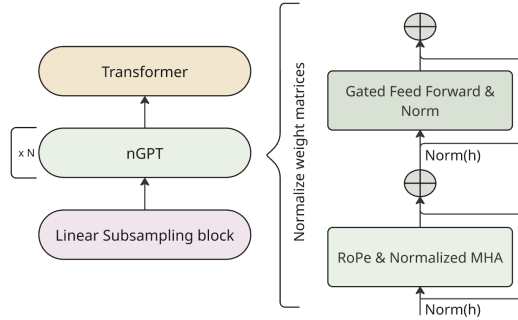 Transformer
x N
nGPT
Linear Subsampling block
Normalize weight matrices
Gated Feed Forward &
Norm
Norm(h)
RoPe & Normalized MHA
Norm(h)